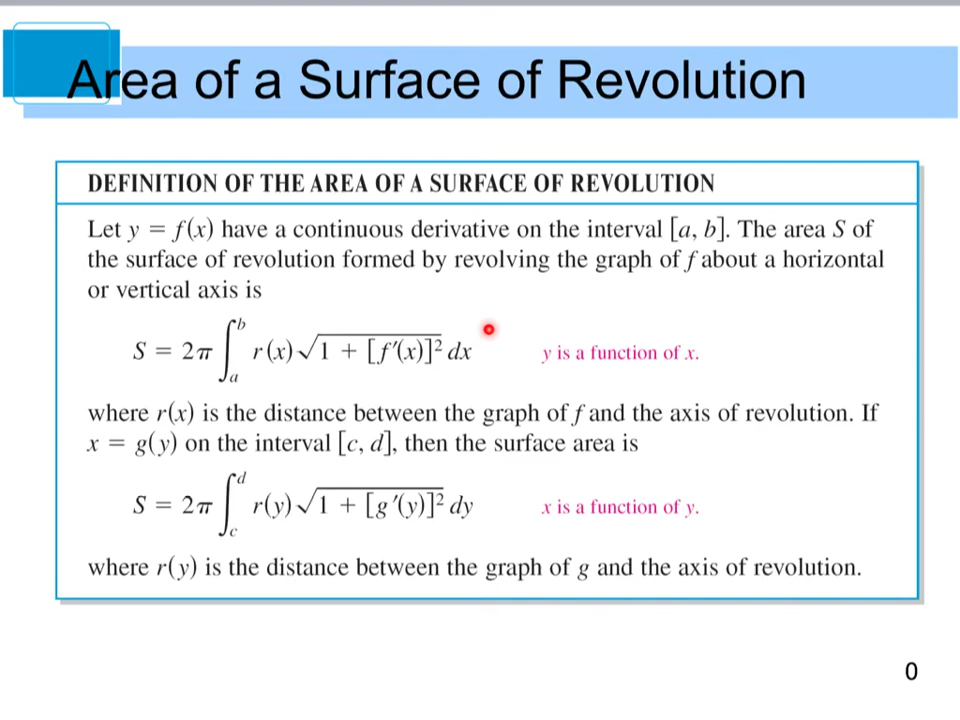 Area of a Surface of Revolution
DEFINITION OF THE AREA OF A SURFACE OF REVOLUTION
Let y = f(x) have a continuous derivative on the interval [a, b]. The area S of
the surface of revolution formed by revolving the graph of f about a horizontal
or vertical axis is
S = 2π ∫_a^b r(x)√(1 + [f′(x)]²) dx y is a function of x.
where r(x) is the distance between the graph of f and the axis of revolution. If
x = g(y) on the interval [c, d], then the surface area is
S = 2π ∫_c^d r(y)√(1 + [g′(y)]²) dy x is a function of y.
where r(y) is the distance between the graph of g and the axis of revolution.
0